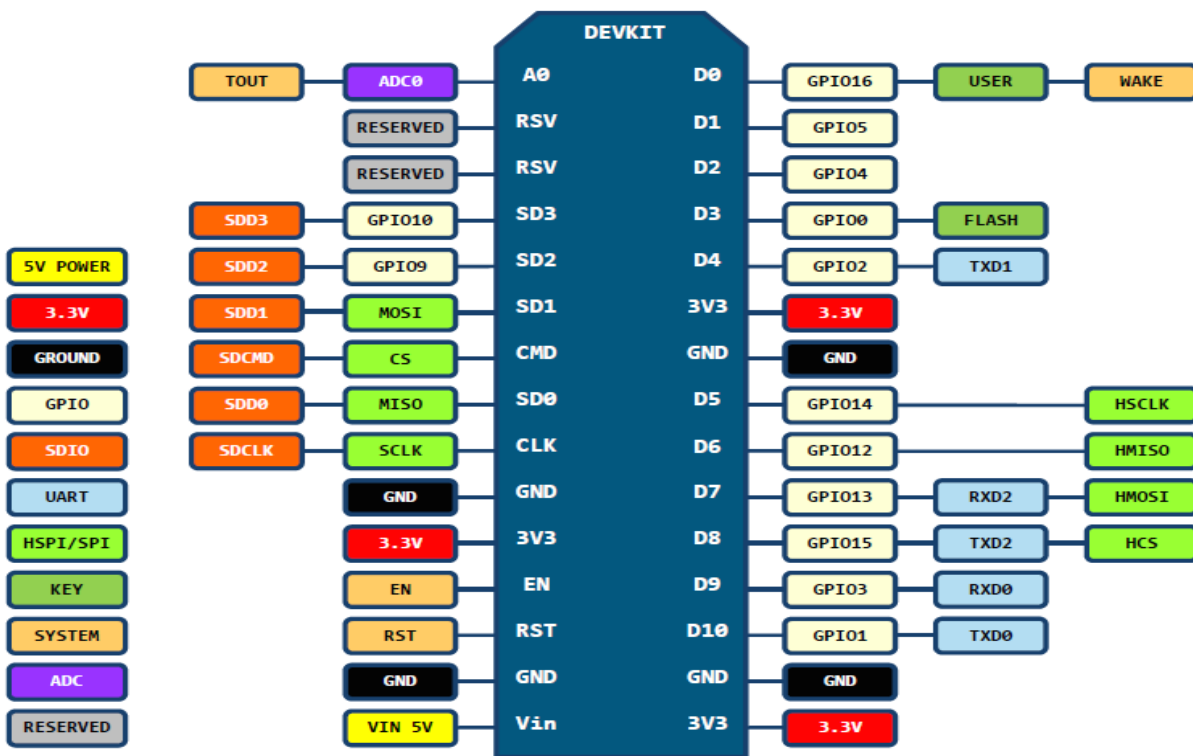 DEVKIT
TOUT ADC0 A0 D0 GPIO16 USER WAKE
RESERVED RSV D1 GPIO5
RESERVED RSV D2 GPIO4
SDD3 GPIO10 SD3 D3 GPIO0 FLASH
5V POWER SDD2 GPIO9 SD2 D4 GPIO2 TXD1
3.3V SDD1 MOSI SD1 3V3 3.3V
GROUND SDCMD CS CMD GND GND
GPIO SDD0 MISO SD0 D5 GPIO14 HSCLK
SDIO SDCLK SCLK CLK D6 GPIO12 HMISO
UART GND GND D7 GPIO13 RXD2 HMOSI
HSPI/SPI 3.3V 3V3 D8 GPIO15 TXD2 HCS
KEY EN EN D9 GPIO3 RXD0
SYSTEM RST RST D10 GPIO1 TXD0
ADC GND GND GND GND
RESERVED VIN 5V Vin 3V3 3.3V